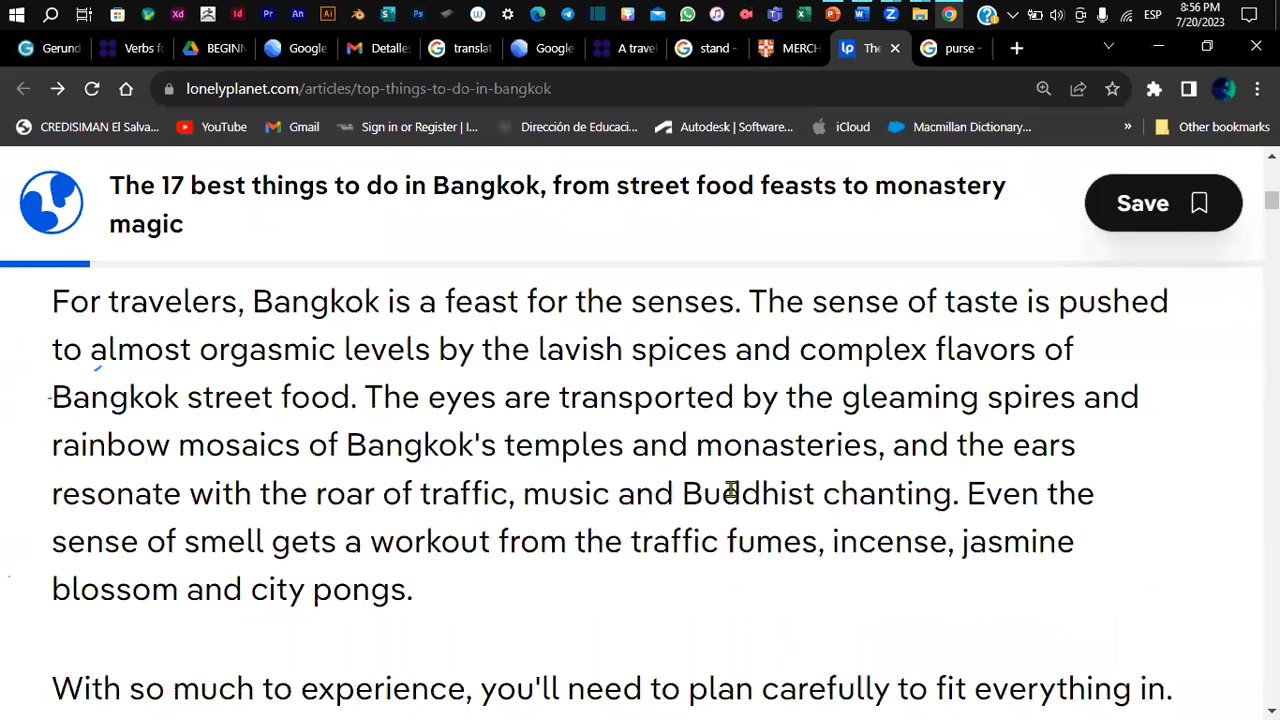 Xd Id Pr An Ai S Ps W X P W Z ESP 8:56 PM
7/20/2023
Gerund Verbs fo BEGINN Google Detalle: translat Google A travel stand - MERCH lp The purse -
lonelyplanet.com/articles/top-things-to-do-in-bangkok
CREDISIMAN El Salva... YouTube Gmail Sign in or Register | I... Dirección de Educaci... Autodesk | Software... iCloud Macmillan Dictionary... » Other bookmarks
The 17 best things to do in Bangkok, from street food feasts to monastery
magic
Save
For travelers, Bangkok is a feast for the senses. The sense of taste is pushed
to almost orgasmic levels by the lavish spices and complex flavors of
Bangkok street food. The eyes are transported by the gleaming spires and
rainbow mosaics of Bangkok's temples and monasteries, and the ears
resonate with the roar of traffic, music and Buddhist chanting. Even the
sense of smell gets a workout from the traffic fumes, incense, jasmine
blossom and city pongs.
With so much to experience, you'll need to plan carefully to fit everything in.